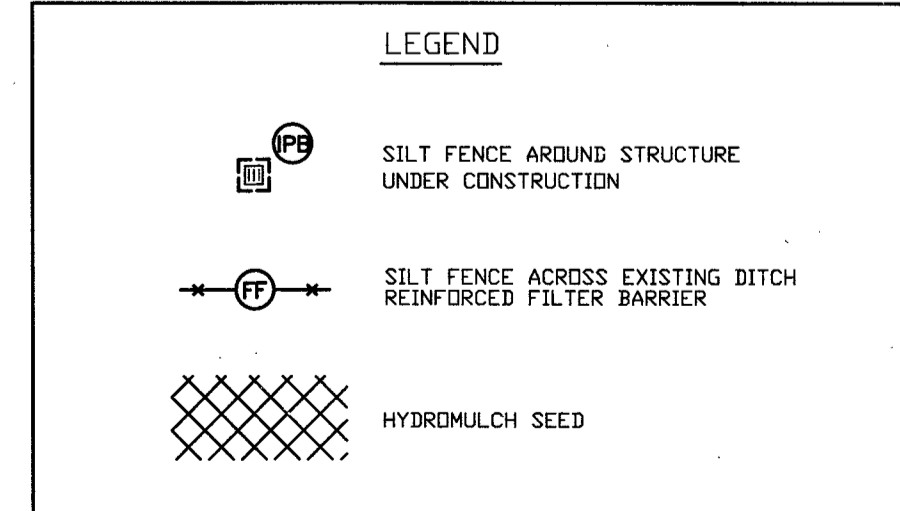 LEGEND
IPB
SILT FENCE AROUND STRUCTURE
UNDER CONSTRUCTION
FF
SILT FENCE ACROSS EXISTING DITCH
REINFORCED FILTER BARRIER
HYDROMULCH SEED